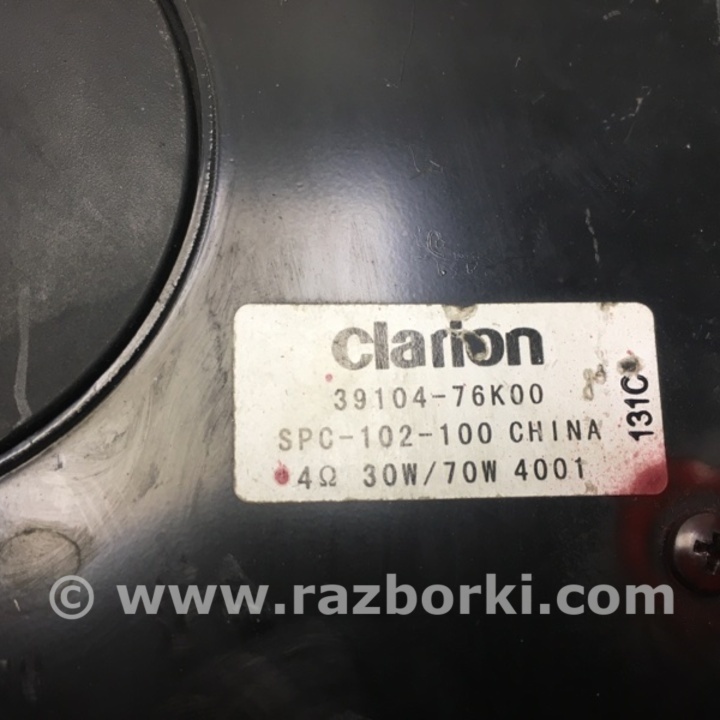 clarion
39104-76K00
SPC-102-100 CHINA
4Ω 30W/70W 4001
131C
© www.razborki.com